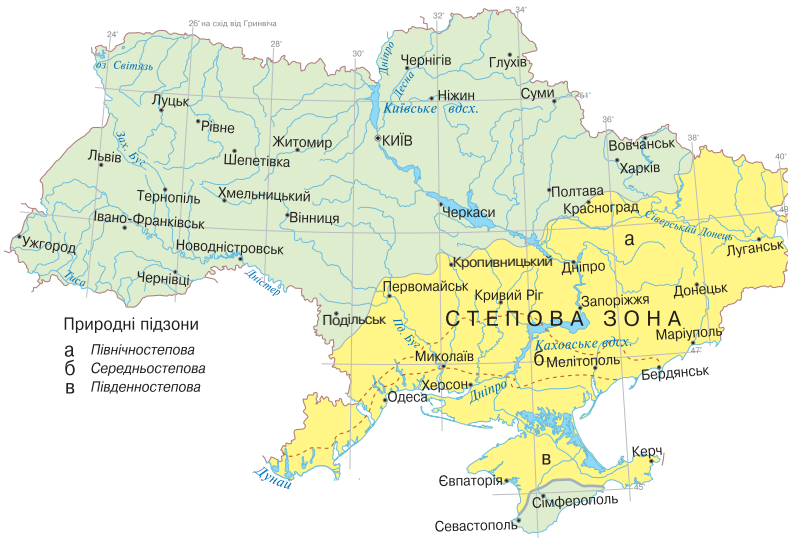 26° на схід від Гринвіча
24°
28°
30°
32°
34°
оз Світязь
Дніпро
Десна
Чернігів
Глухів
Ніжин
Суми
51°
Київське вдсх.
Луцьк
Рівне
Зах. Буг
Житомир
КИЇВ
36°
Вовчанськ
Львів
Шепетівка
Харків
38°
40°
Тернопіль
Хмельницький
Полтава
Івано-Франківськ
Вінниця
Черкаси
Красноград
49
Сіверський Донець
Ужгород
Новодністровськ
а
Луганськ
Кропивницький
Дніпро
Тиса
Чернівці
Дністер
Первомайськ
Кривий Ріг
Запоріжжя
Донецьк
Подільськ
СТЕПОВА ЗОНА
Пд. Буг
Маріуполь
Природні підзони
а Північностепова
б Середньостепова
в Південностепова
Каховське вдсх.
47
Миколаїв
б
Мелітополь
Бердянськ
Херсон
Дніпро
Одеса
Дунай
в
Керч
Євпаторія
45°
Сімферополь
Севастополь